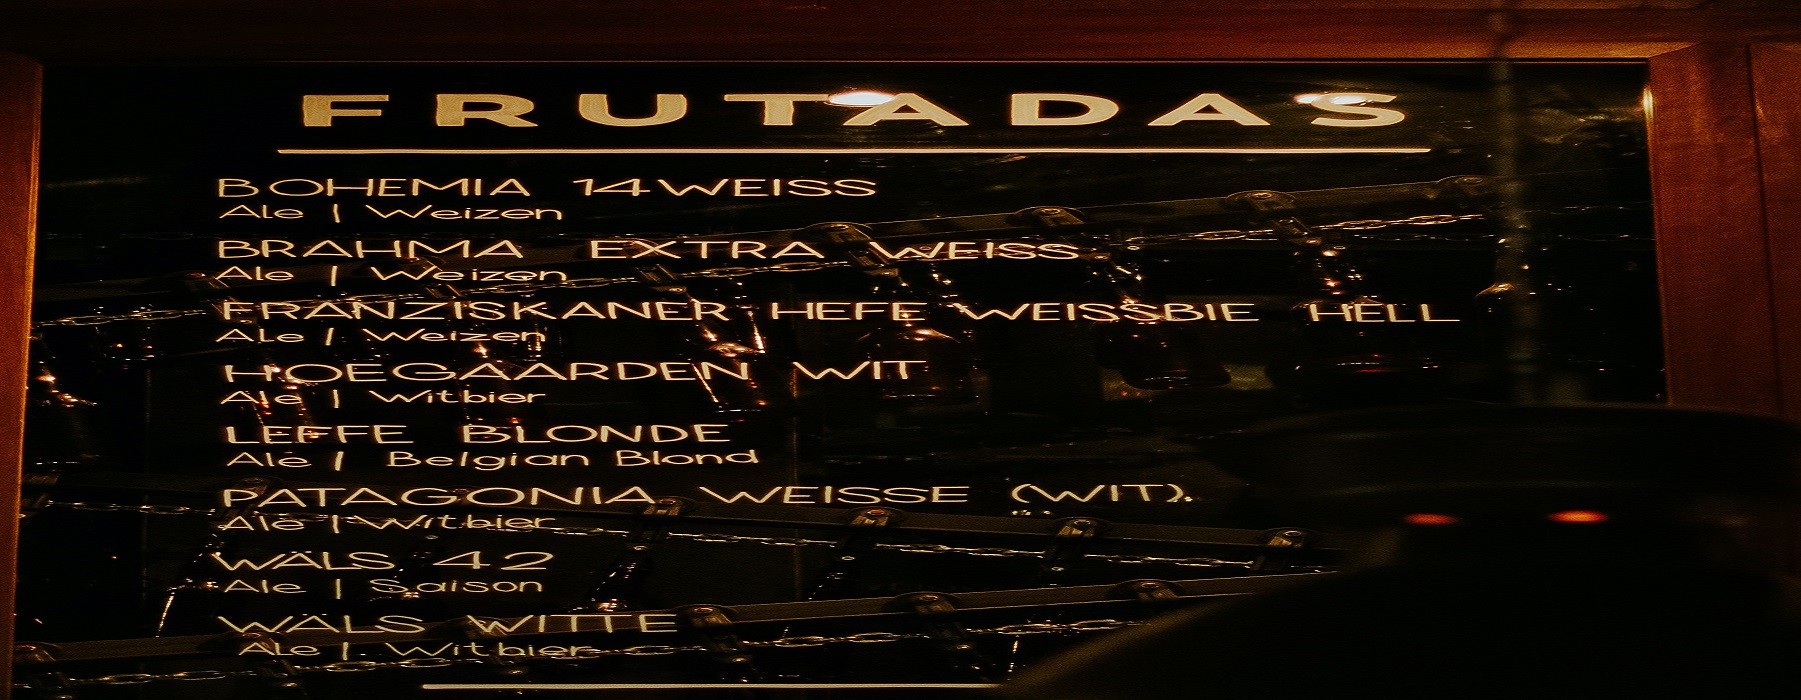 FRUTADAS
BOHEMIA 14WEISS
Ale | Weizen
BRAHMA EXTRA WEISS
Ale | Weizen
FRANZISKANER HEFE WEISSBIE HELL
Ale | Weizen
HOEGAARDEN WIT
Ale | Witbier
LEFFE BLONDE
Ale | Belgian Blond
PATAGONIA WEISSE (WIT).
Ale | Witbier
WÄLS 42
Ale | Saison
WÄLS WITTE
Ale | Witbier